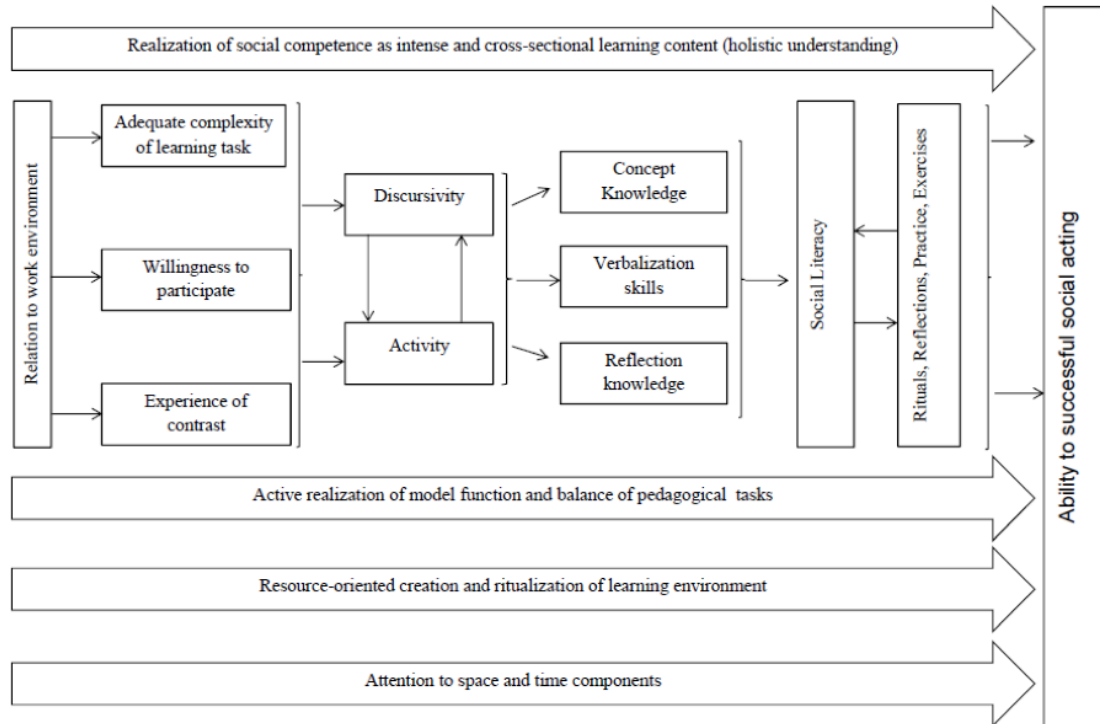 Realization of social competence as intense and cross-sectional learning content (holistic understanding)
Relation to work environment
Adequate complexity
of learning task
Willingness to
participate
Experience of
contrast
Discursivity
Activity
Concept
Knowledge
Verbalization
skills
Reflection
knowledge
Social Literacy
Rituals, Reflections, Practice, Exercises
Ability to successful social acting
Active realization of model function and balance of pedagogical tasks
Resource-oriented creation and ritualization of learning environment
Attention to space and time components